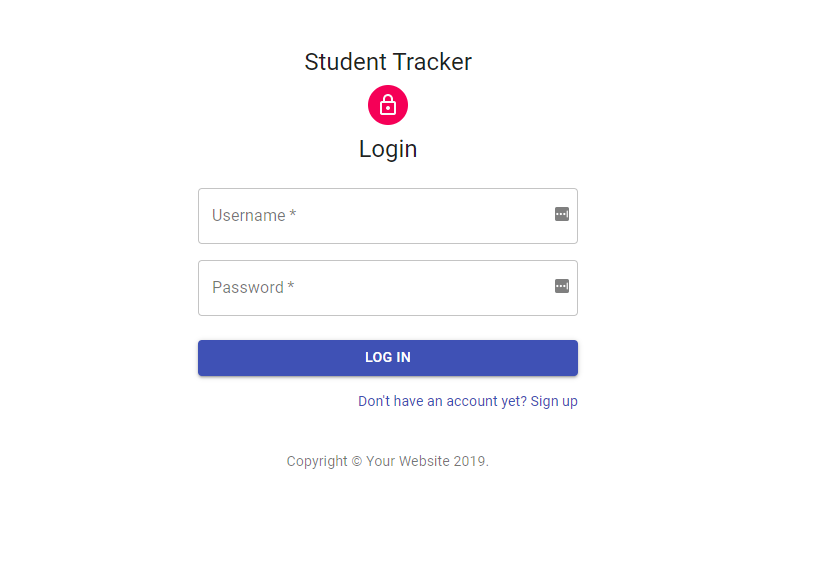 Student Tracker
Login
Username *
Password *
LOG IN
Don't have an account yet? Sign up
Copyright © Your Website 2019.